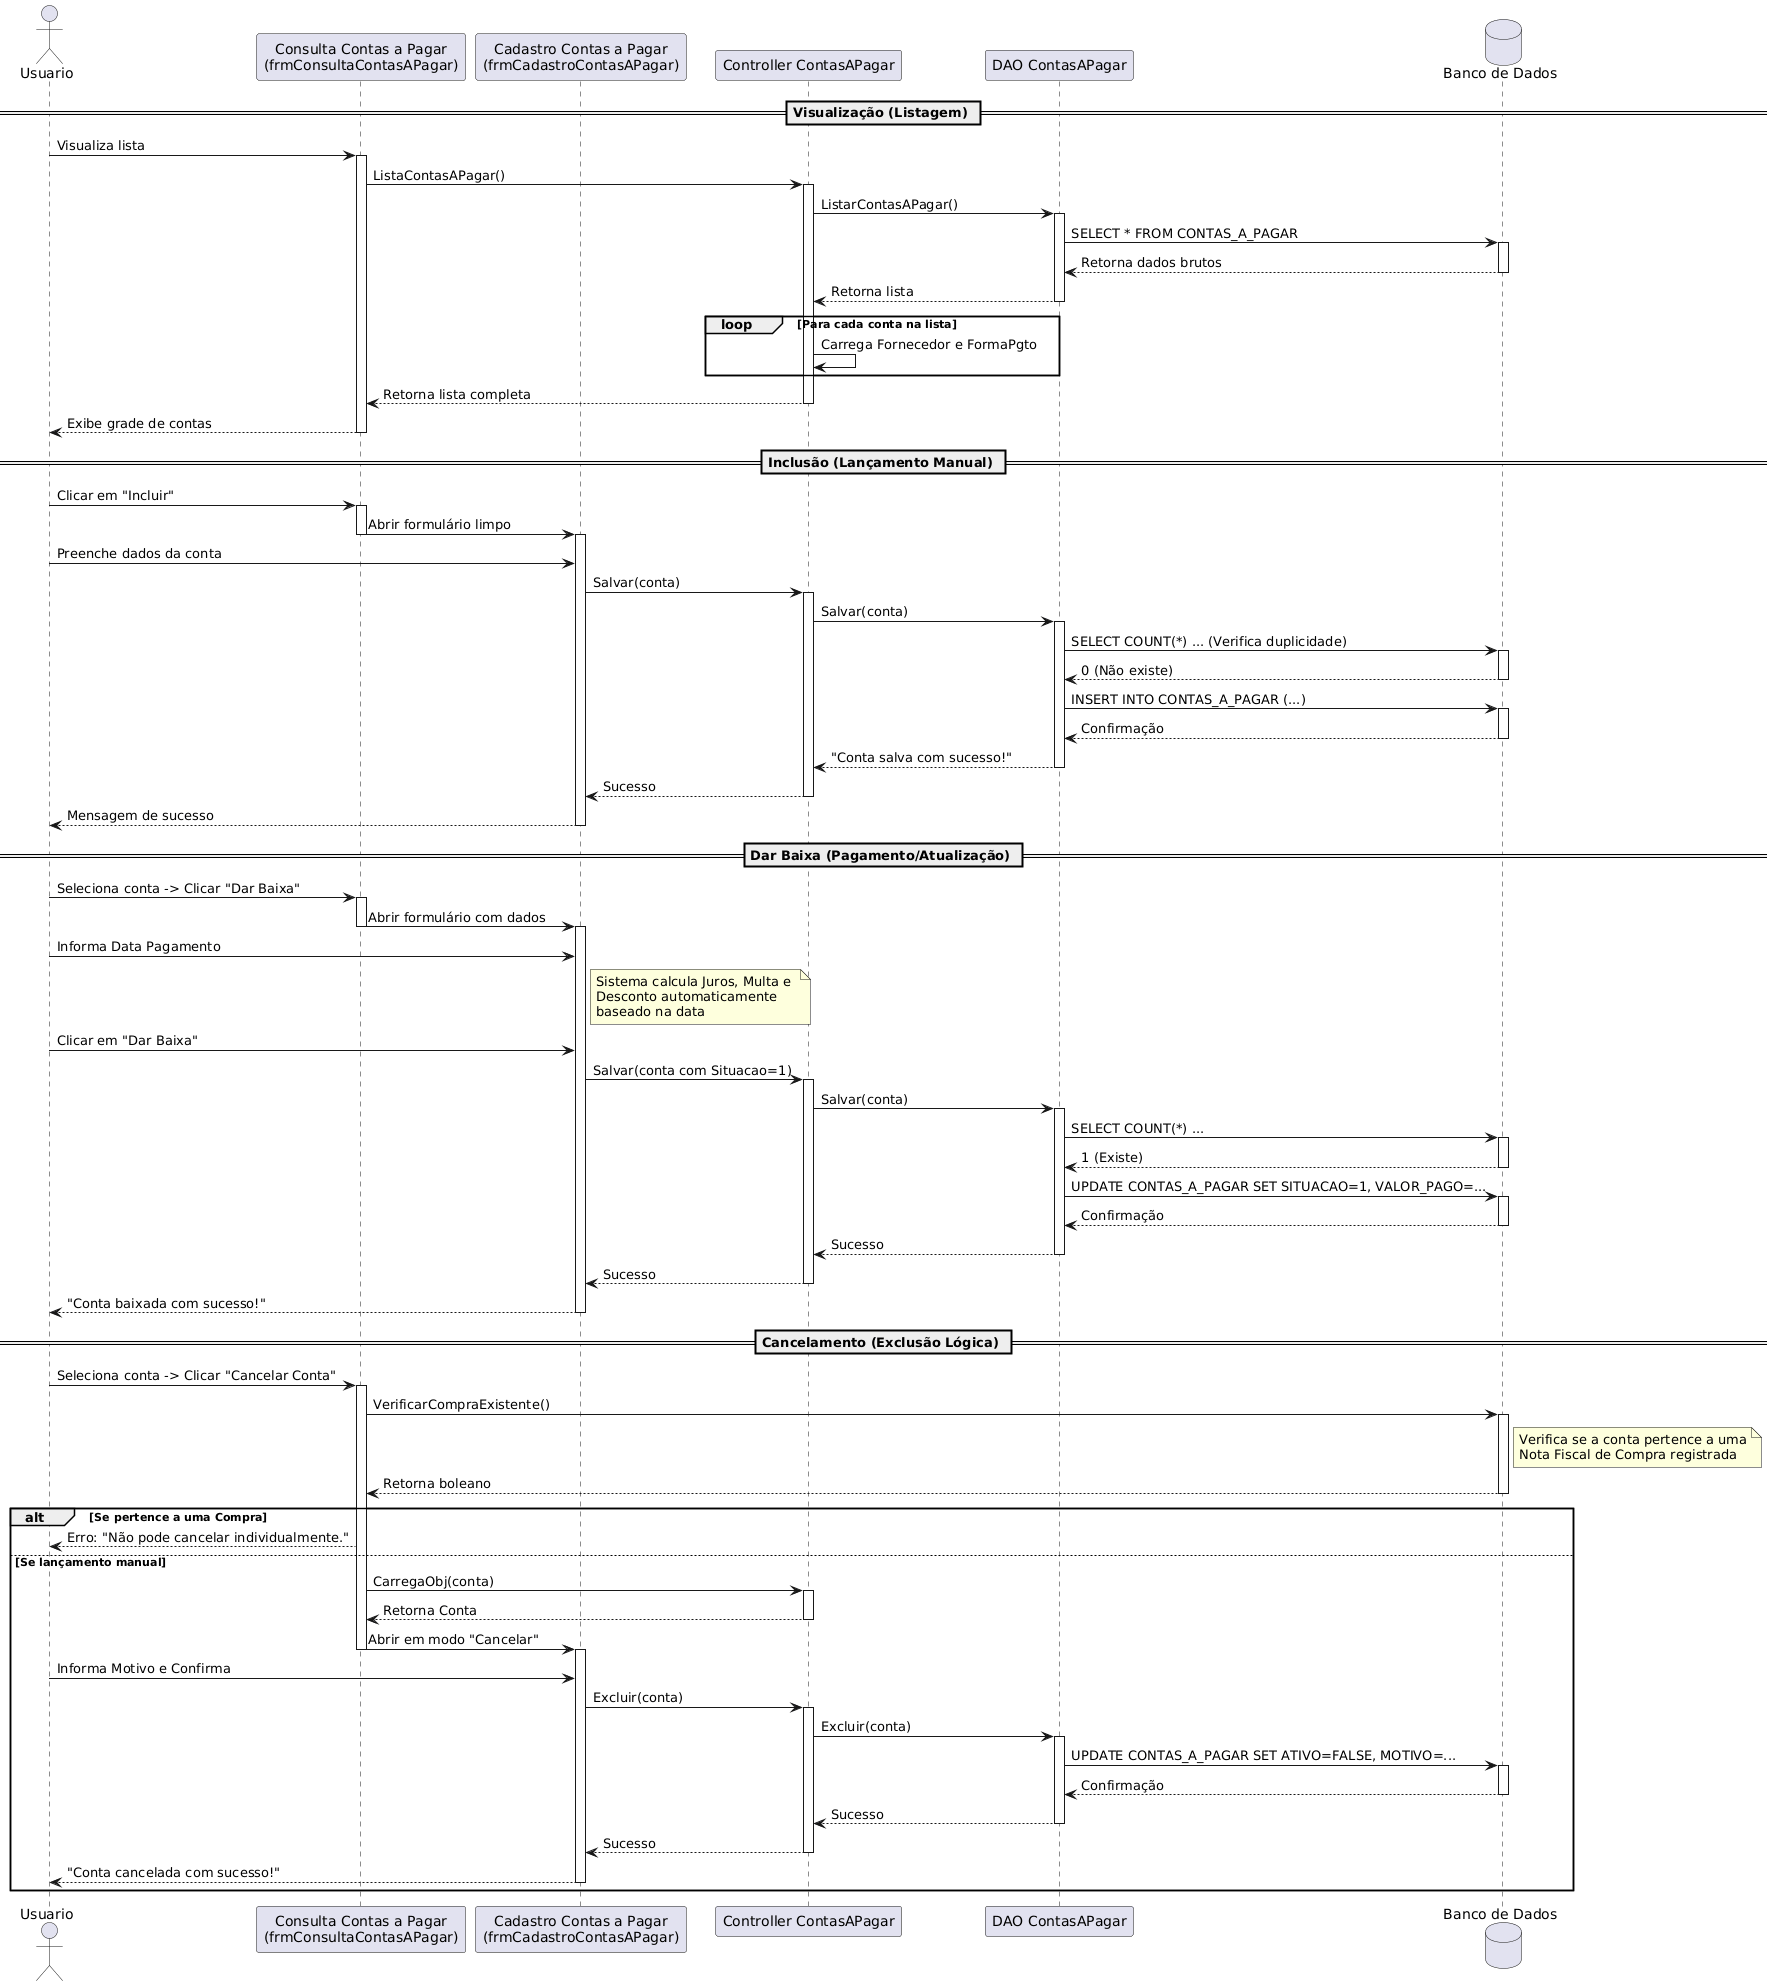 Usuario
Consulta Contas a Pagar
(frmConsultaContasAPagar)
Cadastro Contas a Pagar
(frmCadastroContasAPagar)
Controller ContasAPagar
DAO ContasAPagar
Banco de Dados
Visualização (Listagem)
Visualiza lista
ListaContasAPagar()
ListarContasAPagar()
SELECT * FROM CONTAS_A_PAGAR
Retorna dados brutos
Retorna lista
loop
[Para cada conta na lista]
Carrega Fornecedor e FormaPgto
Retorna lista completa
Exibe grade de contas
Inclusão (Lançamento Manual)
Clicar em "Incluir"
Abrir formulário limpo
Preenche dados da conta
Salvar(conta)
Salvar(conta)
SELECT COUNT(*) ... (Verifica duplicidade)
0 (Não existe)
INSERT INTO CONTAS_A_PAGAR (...)
Confirmação
"Conta salva com sucesso!"
Sucesso
Mensagem de sucesso
Dar Baixa (Pagamento/Atualização)
Seleciona conta -> Clicar "Dar Baixa"
Abrir formulário com dados
Informa Data Pagamento
Sistema calcula Juros, Multa e
Desconto automaticamente
baseado na data
Clicar em "Dar Baixa"
Salvar(conta com Situacao=1)
Salvar(conta)
SELECT COUNT(*) ...
1 (Existe)
UPDATE CONTAS_A_PAGAR SET SITUACAO=1, VALOR_PAGO=...
Confirmação
Sucesso
Sucesso
"Conta baixada com sucesso!"
Cancelamento (Exclusão Lógica)
Seleciona conta -> Clicar "Cancelar Conta"
VerificarCompraExistente()
Verifica se a conta pertence a uma
Nota Fiscal de Compra registrada
Retorna boleano
alt
[Se pertence a uma Compra]
Erro: "Não pode cancelar individualmente."
[Se lançamento manual]
CarregaObj(conta)
Retorna Conta
Abrir em modo "Cancelar"
Informa Motivo e Confirma
Excluir(conta)
Excluir(conta)
UPDATE CONTAS_A_PAGAR SET ATIVO=FALSE, MOTIVO=...
Confirmação
Sucesso
Sucesso
"Conta cancelada com sucesso!"
Usuario
Consulta Contas a Pagar
(frmConsultaContasAPagar)
Cadastro Contas a Pagar
(frmCadastroContasAPagar)
Controller ContasAPagar
DAO ContasAPagar
Banco de Dados